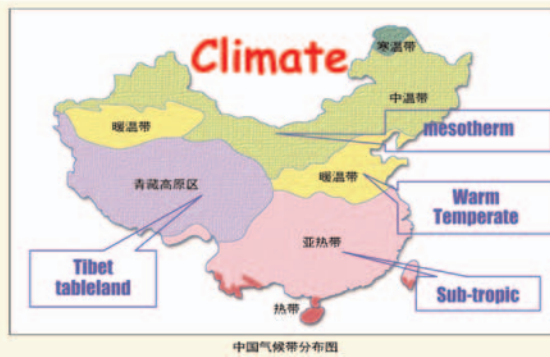 Climate
寒温带
中温带
mesotherm
暖温带
青藏高原区
暖温带
Warm
Temperate
亚热带
Tibet
tableland
Sub-tropic
热带
中国气候带分布图